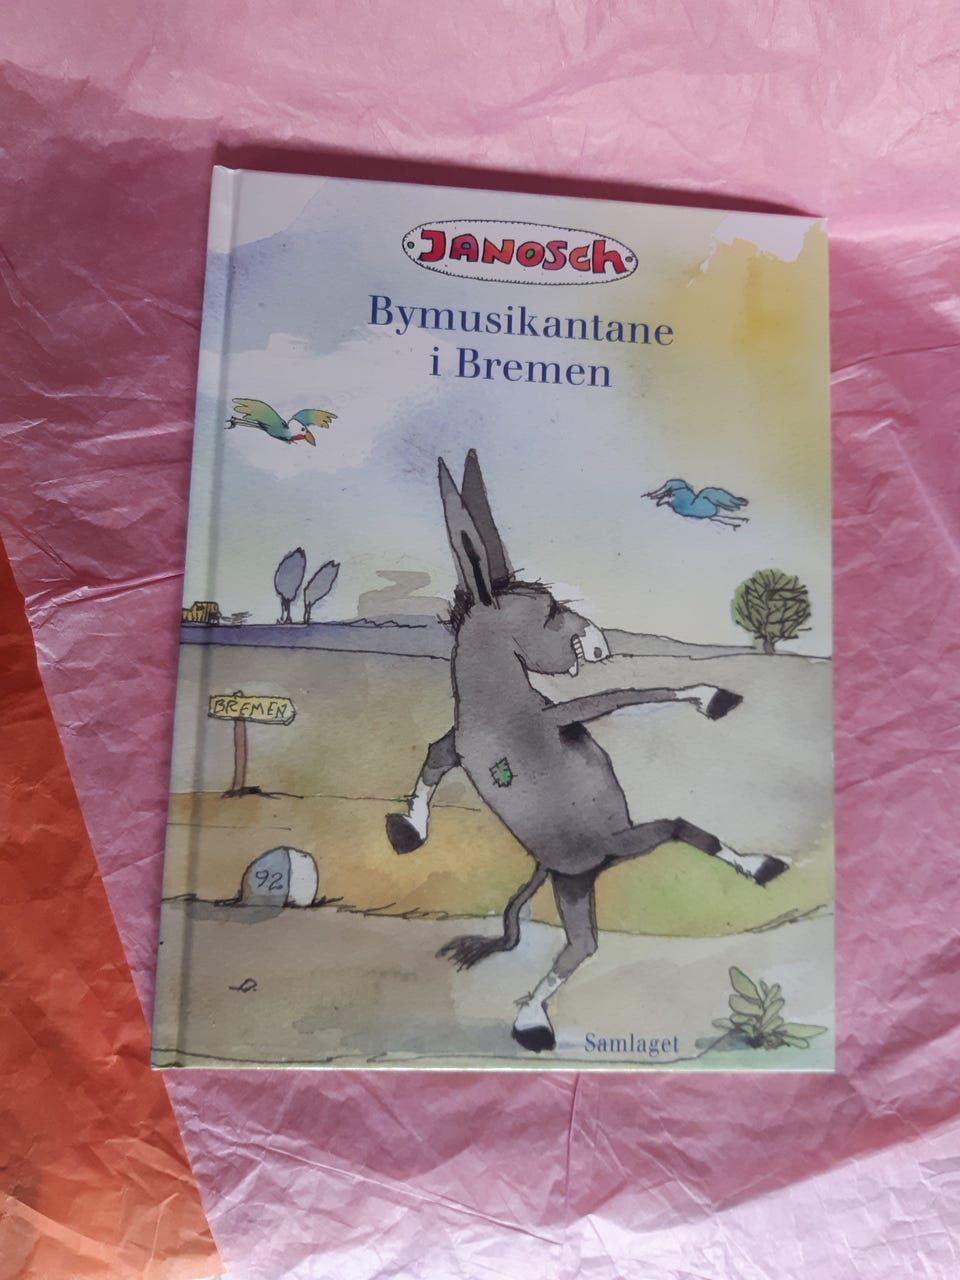 JANOSCH
Bymusikantane
i Bremen
BREMEN
92
Samlaget